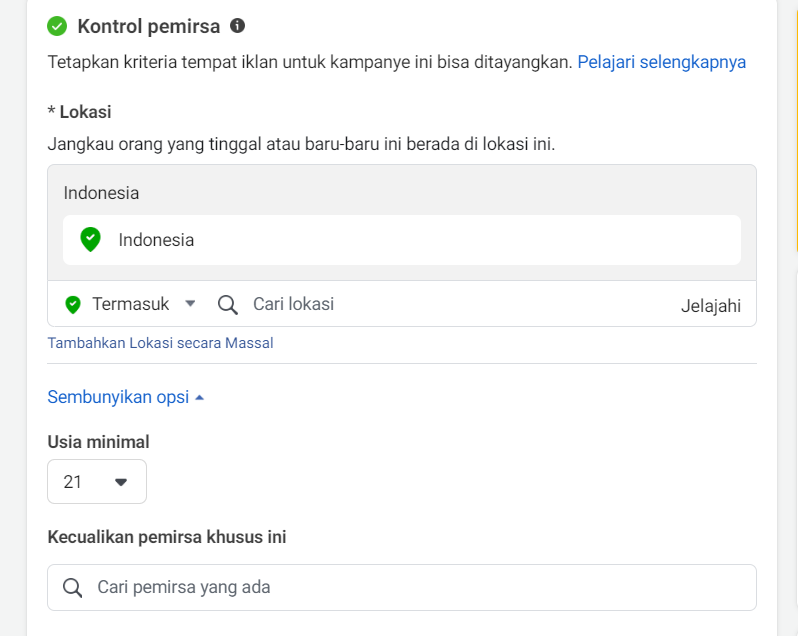 Kontrol pemirsa
Tetapkan kriteria tempat iklan untuk kampanye ini bisa ditayangkan. Pelajari selengkapnya
* Lokasi
Jangkau orang yang tinggal atau baru-baru ini berada di lokasi ini.
Indonesia
Indonesia
Termasuk Cari lokasi Jelajahi
Tambahkan Lokasi secara Massal
Sembunyikan opsi
Usia minimal
21
Kecualikan pemirsa khusus ini
Cari pemirsa yang ada